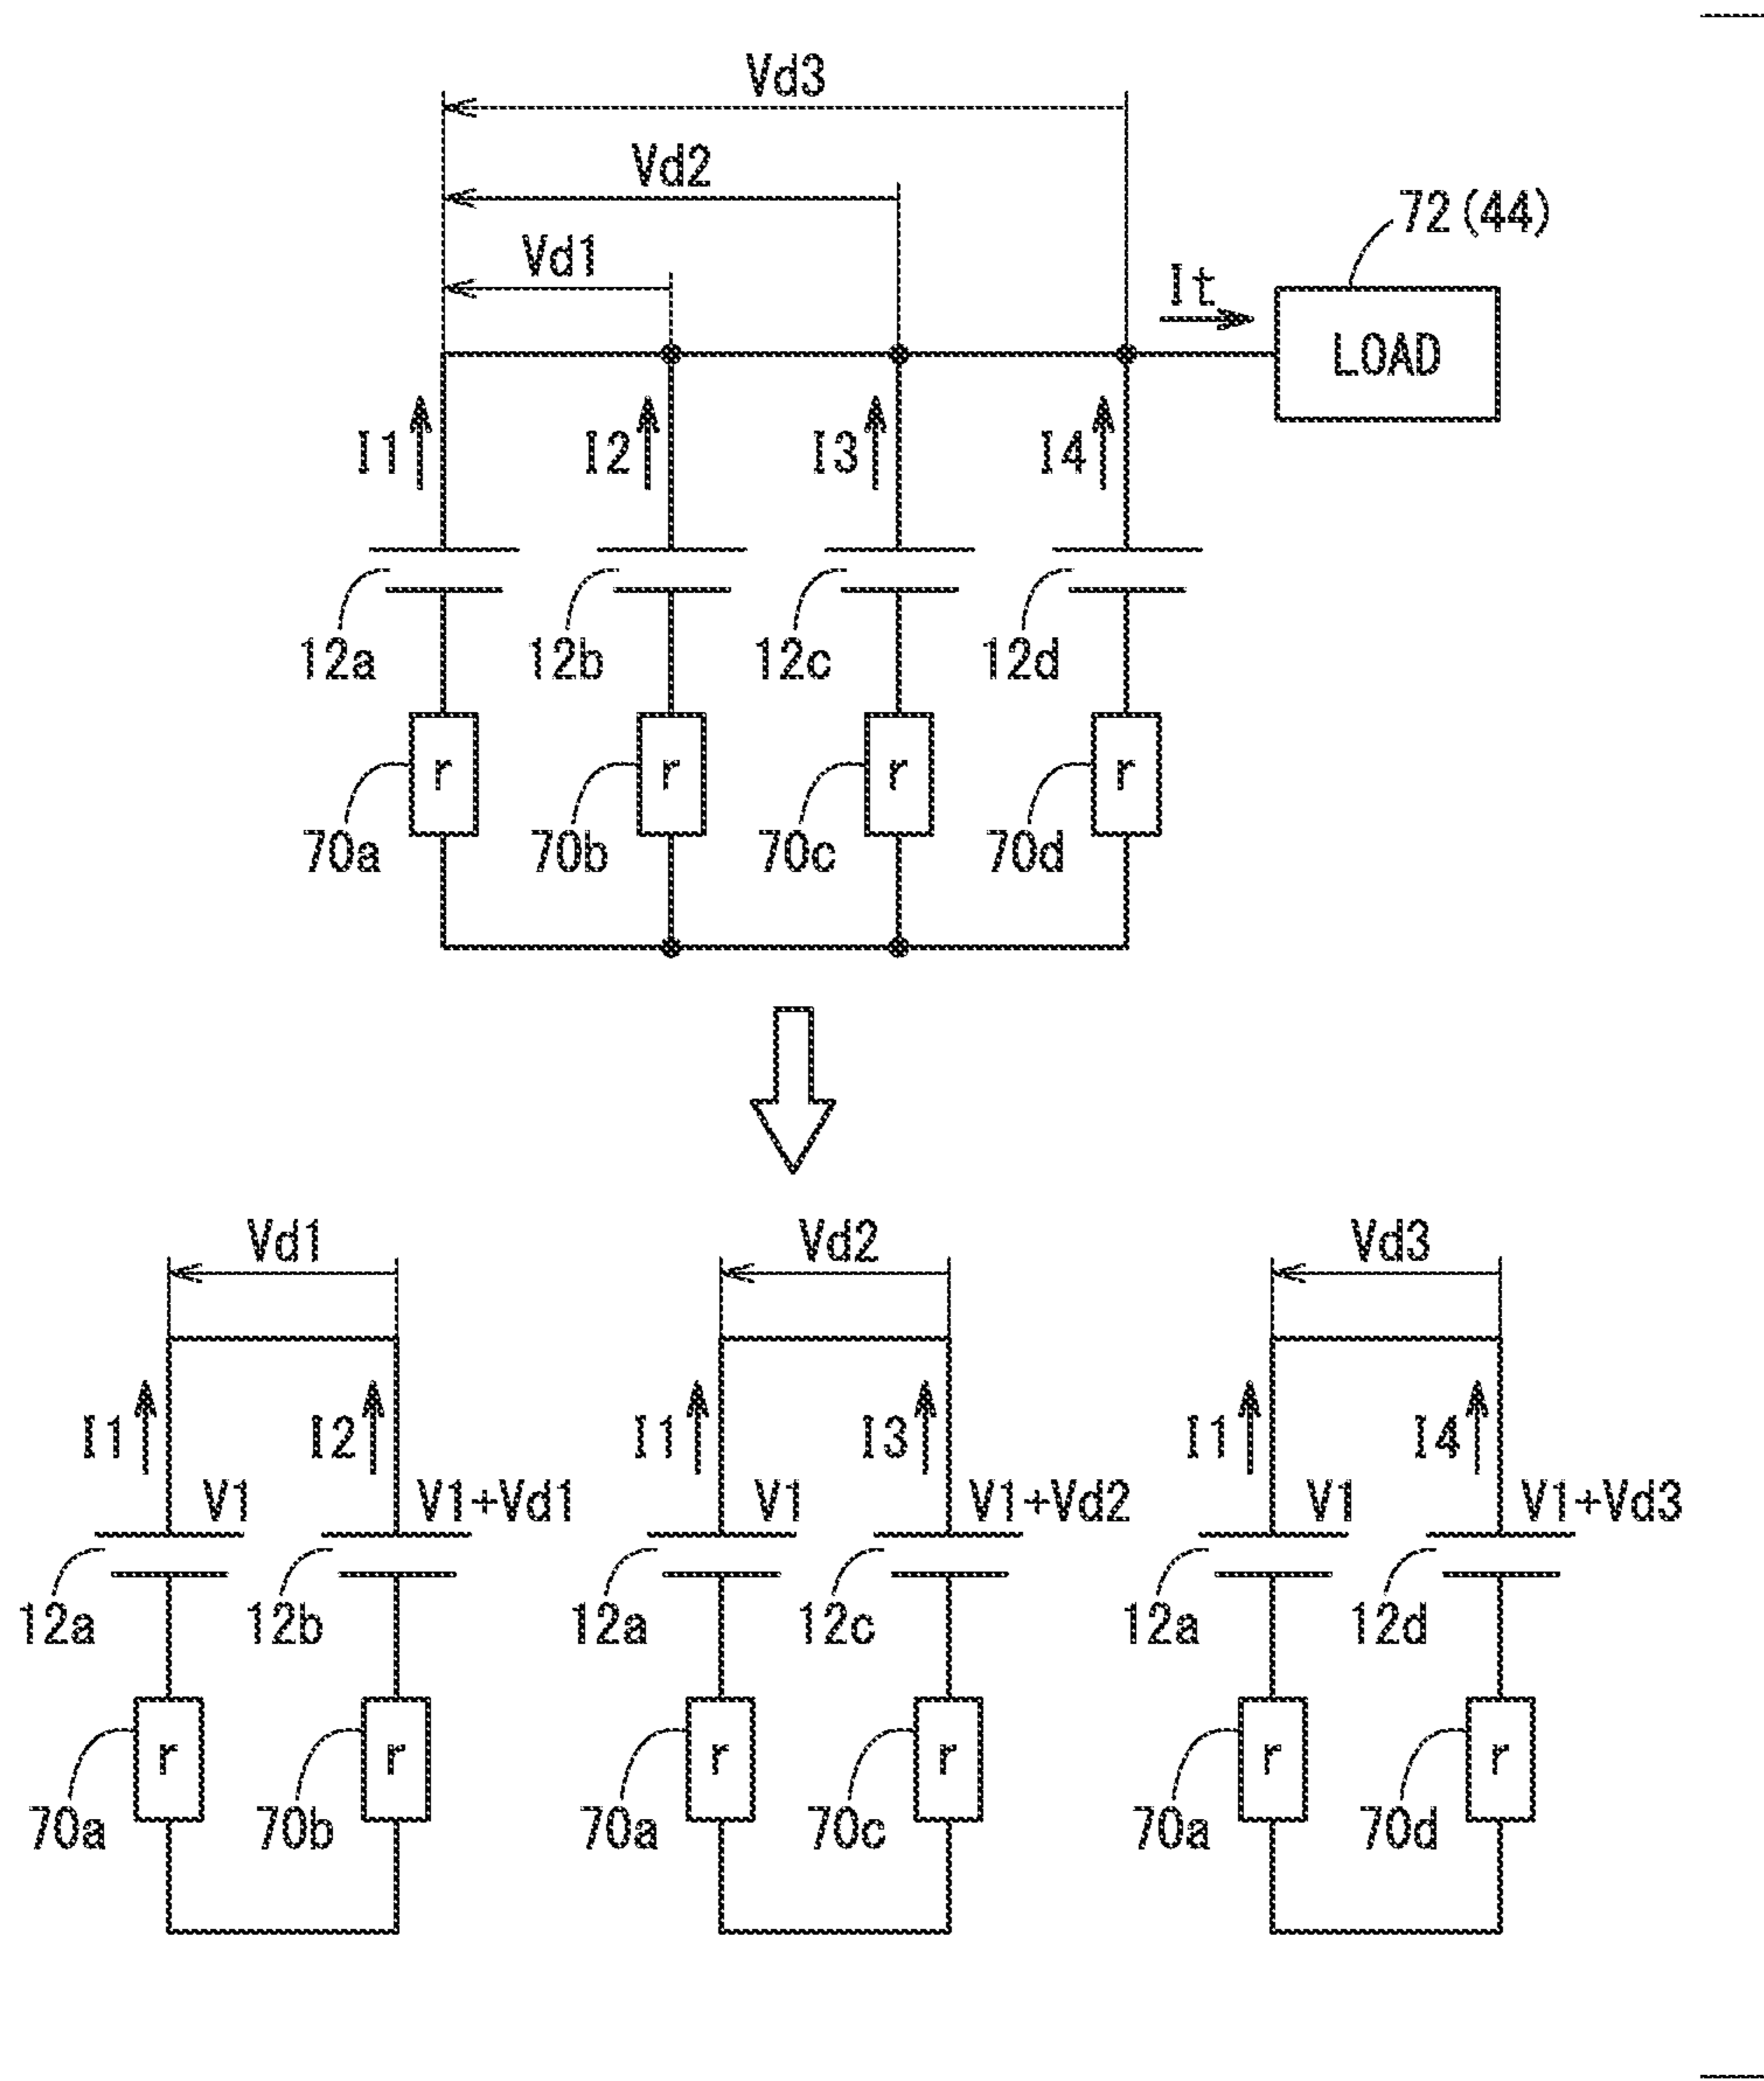 Vd3
Vd2
Vd1
72(44)
It
LOAD
I1 I2 I3 I4
12a 12b 12c 12d
r r r r
70a 70b 70c 70d
Vd1 Vd2 Vd3
I1 I2 I1 I3 I1 I4
V1 V1+Vd1 V1 V1+Vd2 V1 V1+Vd3
12a 12b 12a 12c 12a 12d
r r r r r r
70a 70b 70a 70c 70a 70d